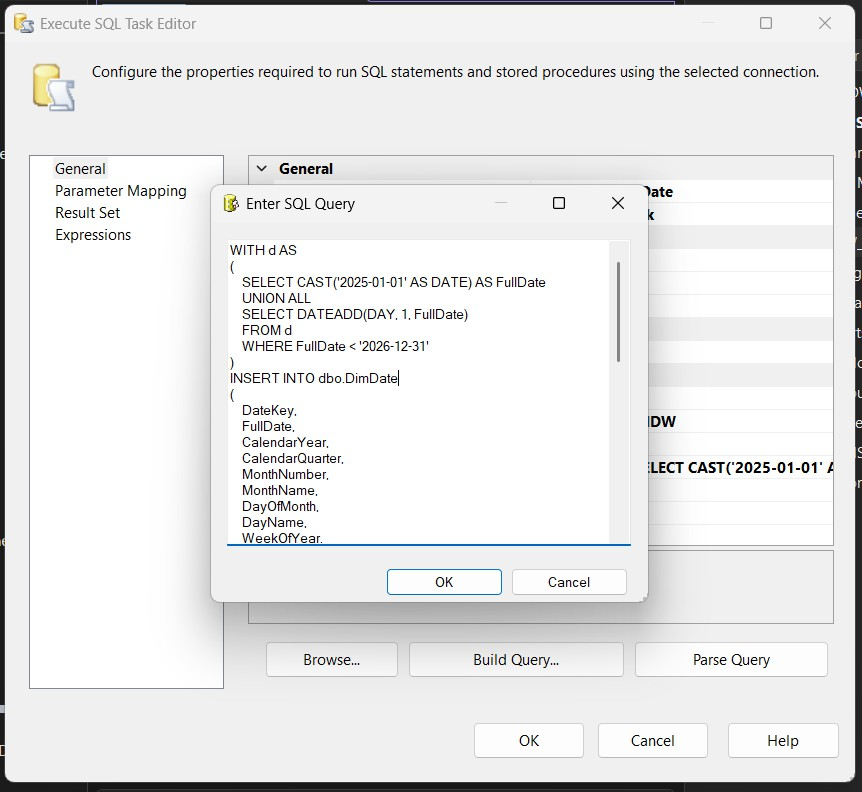 Execute SQL Task Editor
Configure the properties required to run SQL statements and stored procedures using the selected connection.
General
Parameter Mapping
Result Set
Expressions
General
Enter SQL Query
WITH d AS
(
SELECT CAST('2025-01-01' AS DATE) AS FullDate
UNION ALL
SELECT DATEADD(DAY, 1, FullDate)
FROM d
WHERE FullDate < '2026-12-31'
)
INSERT INTO dbo.DimDate
(
DateKey,
FullDate,
CalendarYear,
CalendarQuarter,
MonthNumber,
MonthName,
DayOfMonth,
DayName,
WeekOfYear,
OK
Cancel
CAST('2025-01-01'
Browse...
Build Query...
Parse Query
OK
Cancel
Help